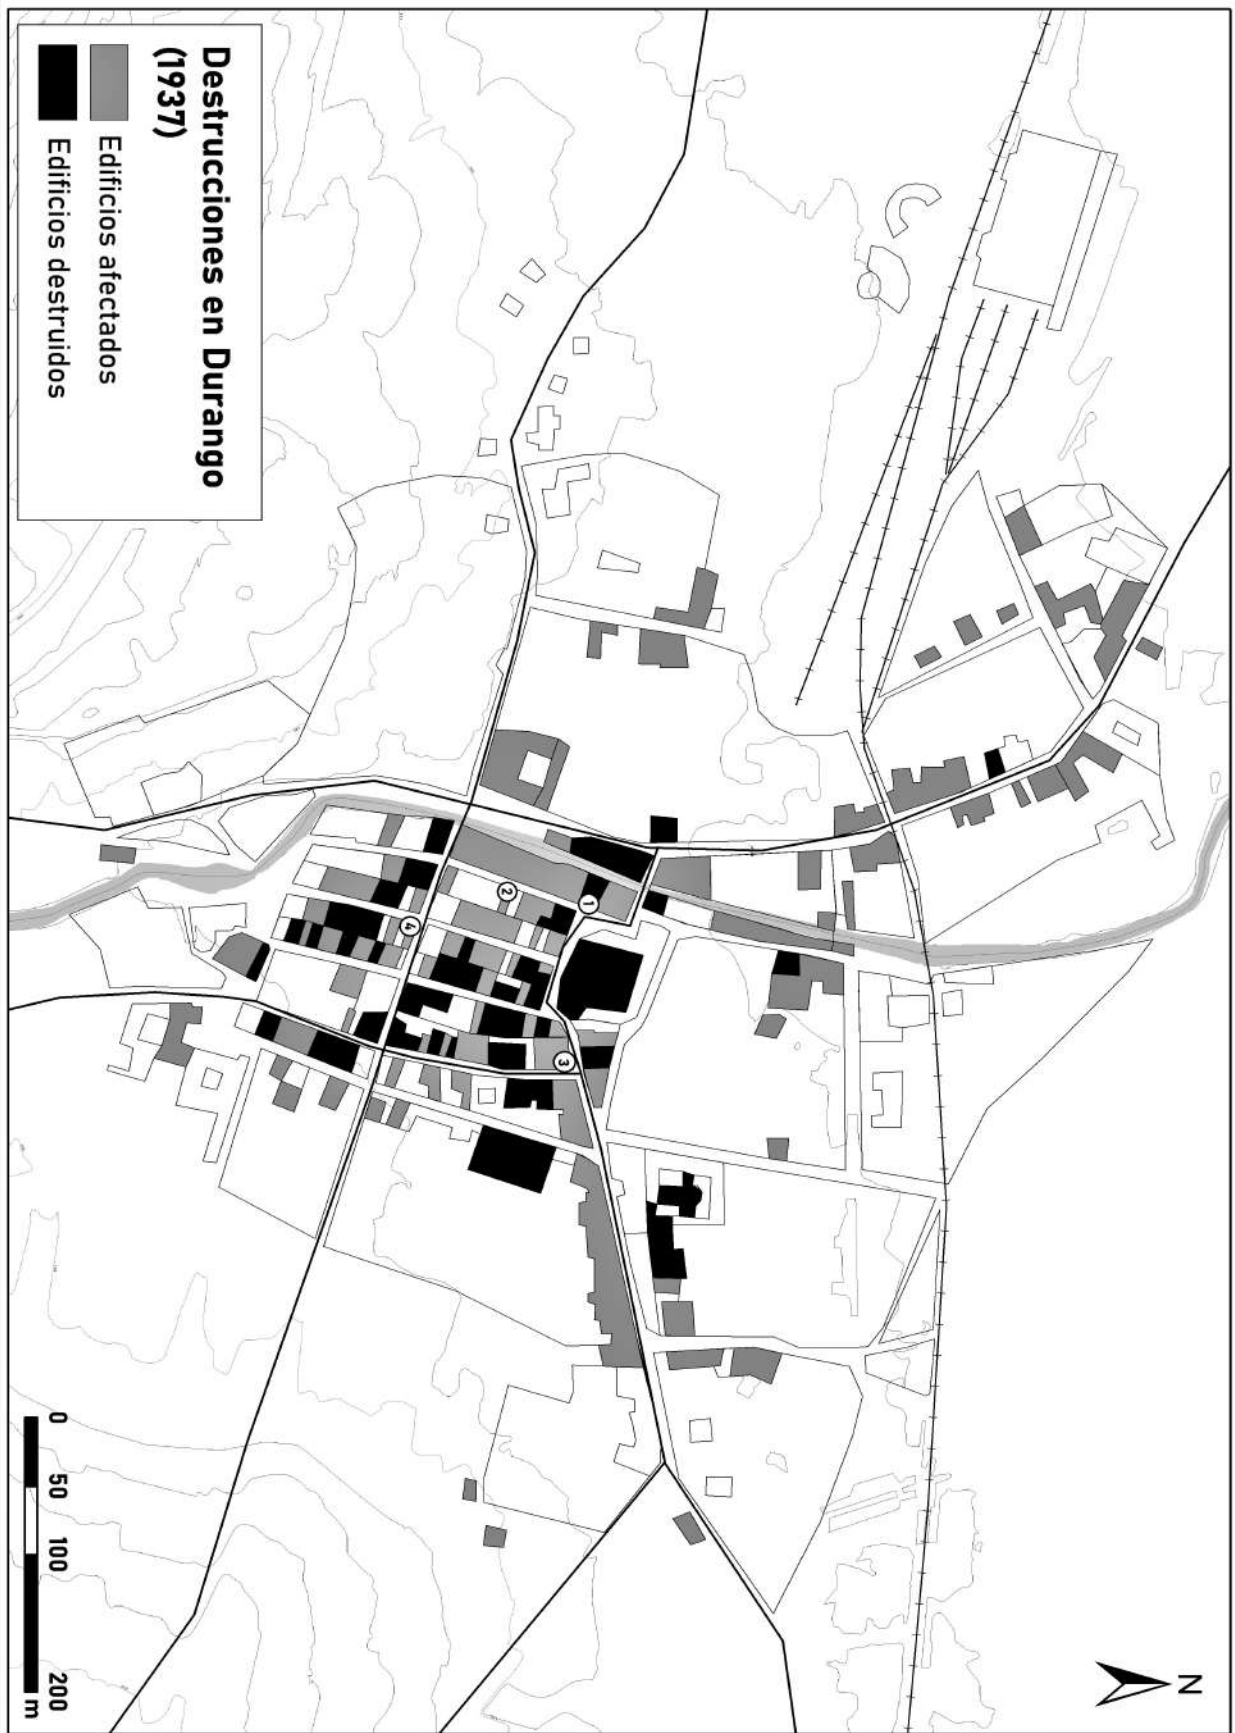 Destrucciones en Durango
(1937)
Edificios afectados
Edificios destruidos
1
2
3
4
N
0 50 100 200
m